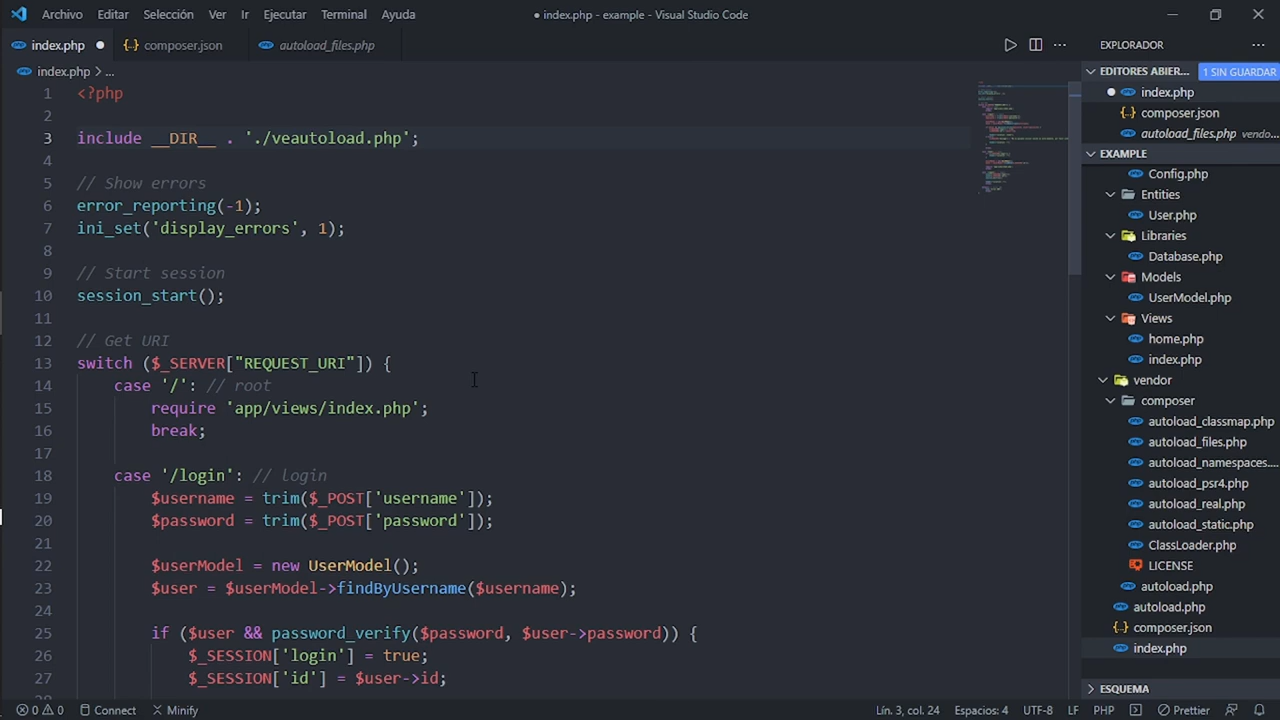 Archivo Editar Selección Ver Ir Ejecutar Terminal Ayuda
● index.php - example - Visual Studio Code
index.php composer.json autoload_files.php
index.php > ...
1 <?php
2
3 include __DIR__ . './veautoload.php';
4
5 // Show errors
6 error_reporting(-1);
7 ini_set('display_errors', 1);
8
9 // Start session
10 session_start();
11
12 // Get URI
13 switch ($_SERVER["REQUEST_URI"]) {
14 case '/': // root
15 require 'app/views/index.php';
16 break;
17
18 case '/login': // login
19 $username = trim($_POST['username']);
20 $password = trim($_POST['password']);
21
22 $userModel = new UserModel();
23 $user = $userModel->findByUsername($username);
24
25 if ($user && password_verify($password, $user->password)) {
26 $_SESSION['login'] = true;
27 $_SESSION['id'] = $user->id;
EXPLORADOR
EDITORES ABIER... 1 SIN GUARDAR
index.php
composer.json
autoload_files.php vendo...
EXAMPLE
Config.php
Entities
User.php
Libraries
Database.php
Models
UserModel.php
Views
home.php
index.php
vendor
composer
autoload_classmap.php
autoload_files.php
autoload_namespaces....
autoload_psr4.php
autoload_real.php
autoload_static.php
ClassLoader.php
LICENSE
autoload.php
autoload.php
composer.json
index.php
ESQUEMA
0 0 Connect Minify
Lín. 3, col. 24 Espacios: 4 UTF-8 LF PHP Prettier